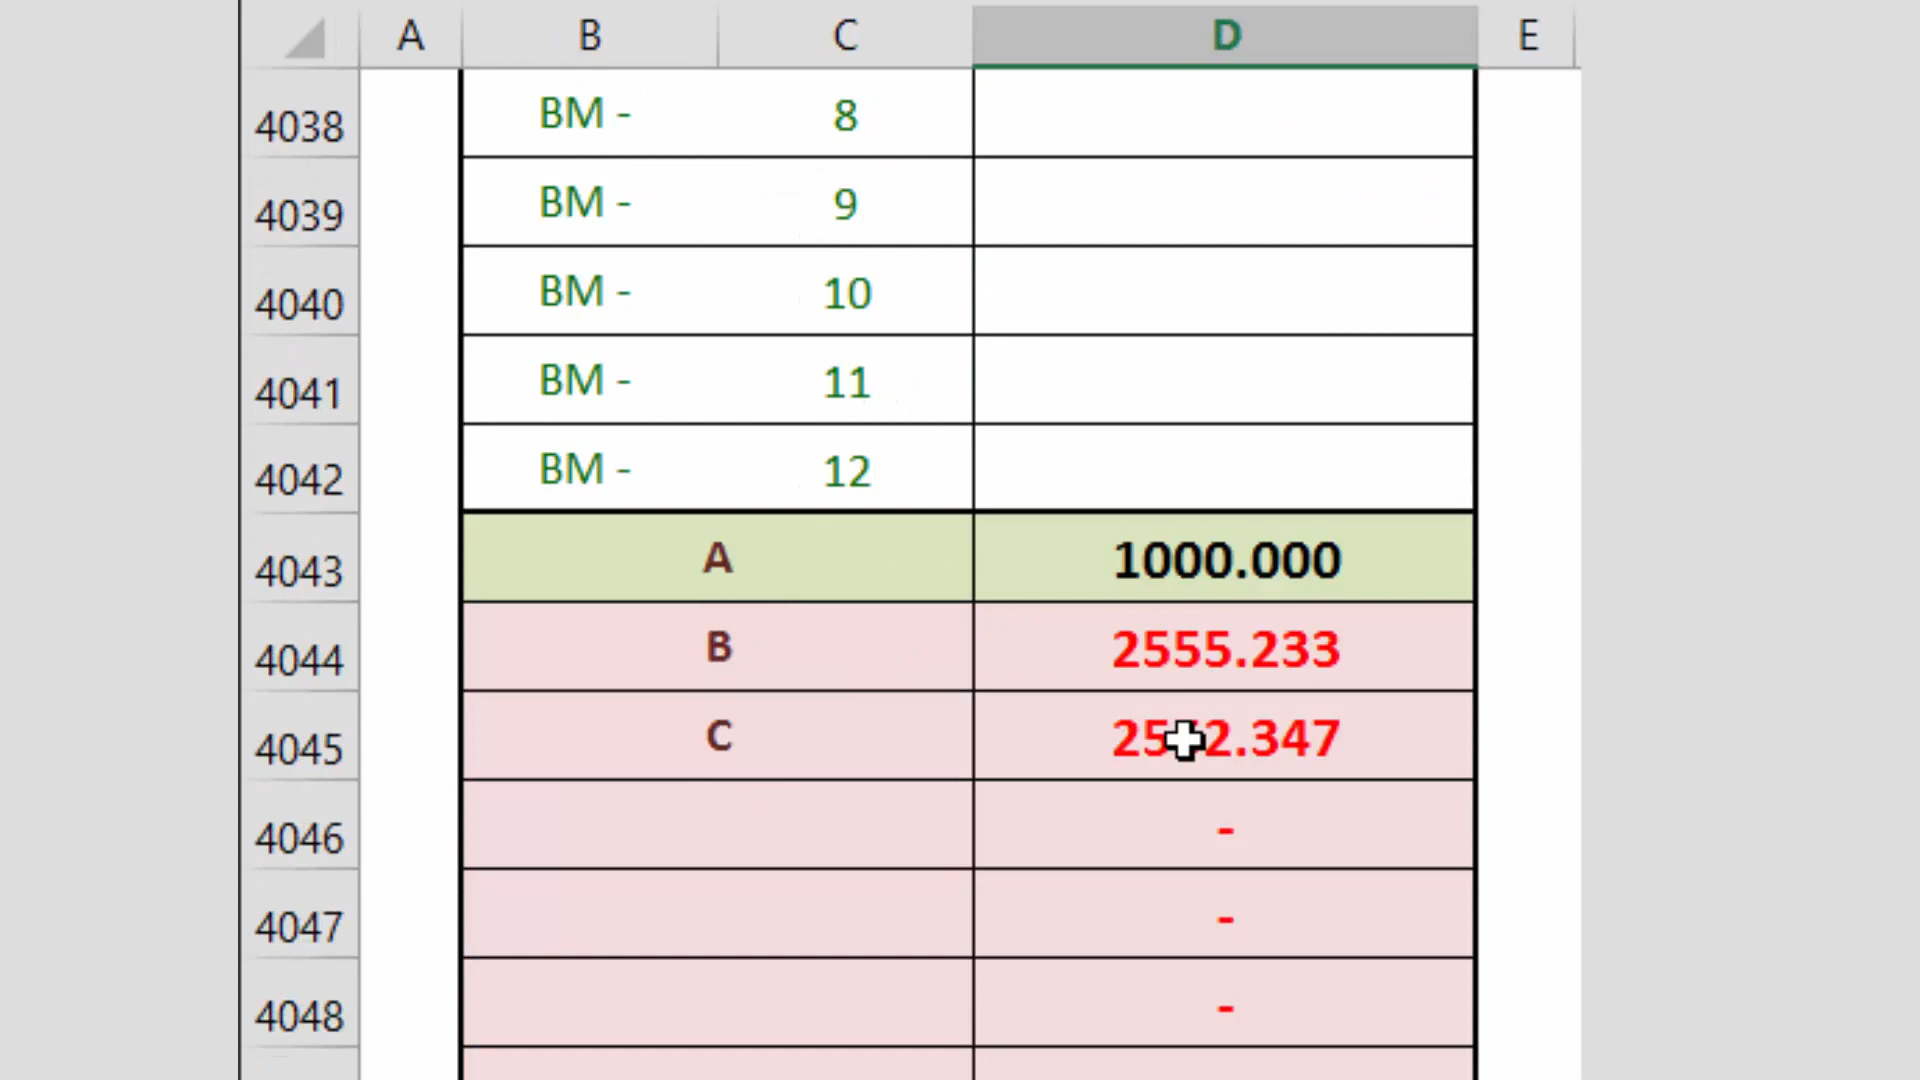 A B C D E
4038 BM - 8
4039 BM - 9
4040 BM - 10
4041 BM - 11
4042 BM - 12
4043 A 1000.000
4044 B 2555.233
4045 C
4046 -
4047 -
4048 -